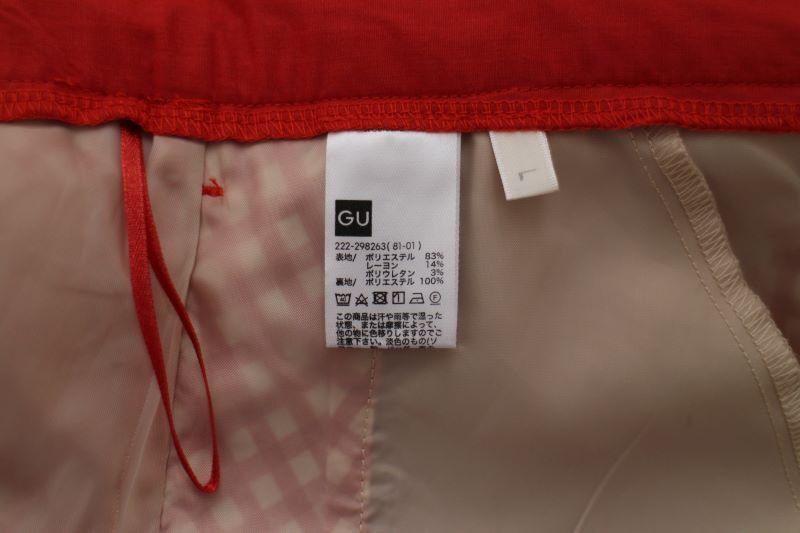 GU
222-298263( 81-01 )
表地/ ポリエステル 83%
レーヨン 14%
ポリウレタン 3%
裏地/ ポリエステル 100%
この商品は汗や雨等で湿った
状態、または摩擦によって、
他の物に色移りしますのでご
注意下さい。淡色のもの(ソ
L